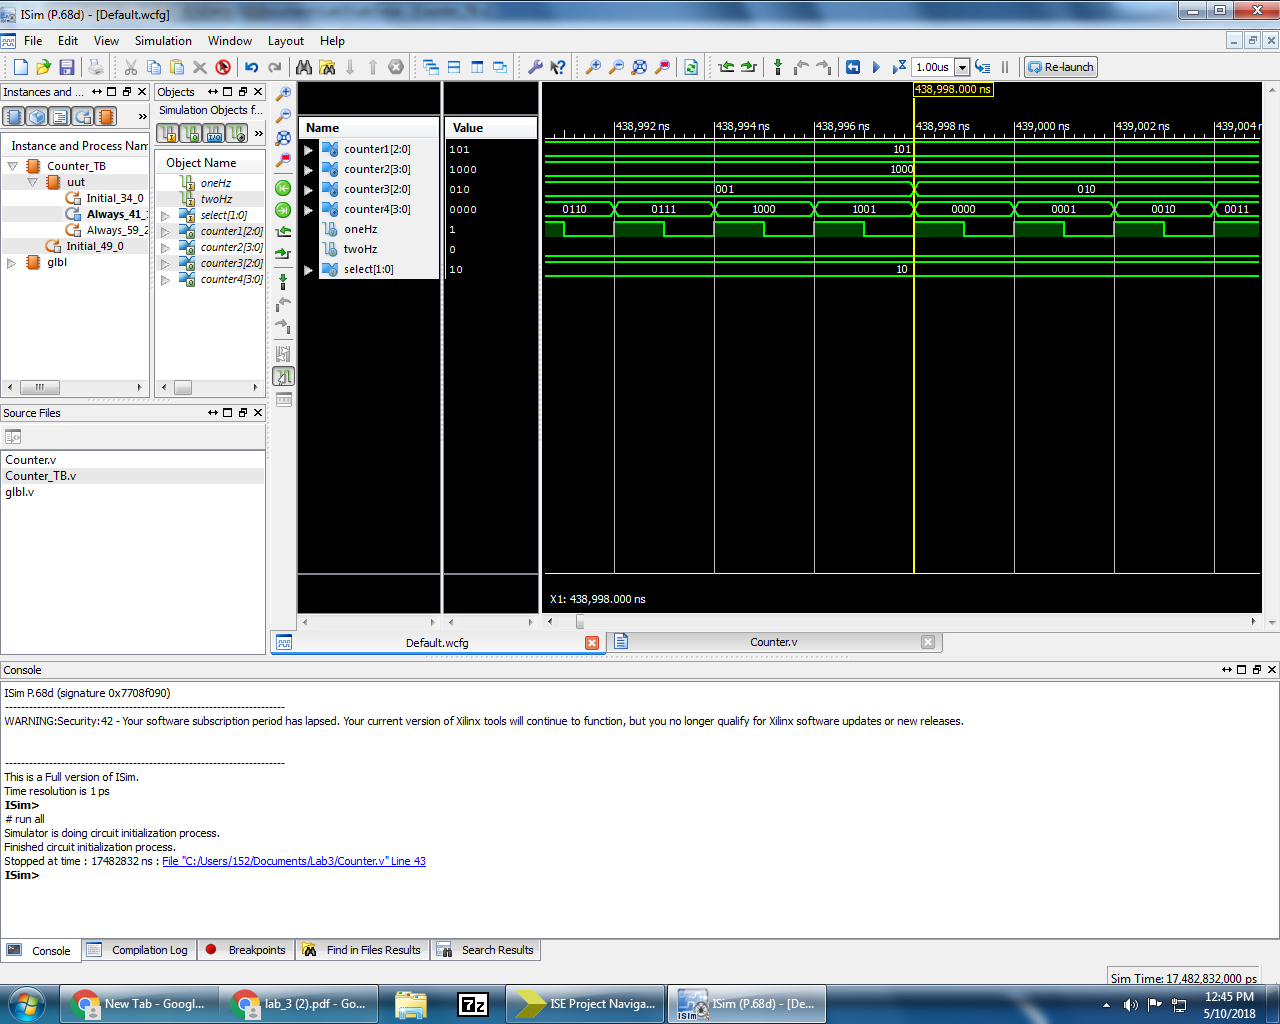 ISim (P.68d) - [Default.wcfg]
File Edit View Simulation Window Layout Help
1.00us Re-launch
Instances and ...
Objects
Simulation Objects f...
Instance and Process Nam
Counter_TB
uut
Initial_34_0
Always_41_
Always_59_2
Initial_49_0
glbl
Object Name
oneHz
twoHz
select[1:0]
counter1[2:0]
counter2[3:0]
counter3[2:0]
counter4[3:0]
Name Value
counter1[2:0] 101
counter2[3:0] 1000
counter3[2:0] 010
counter4[3:0] 0000
oneHz 1
twoHz 0
select[1:0] 10
438,998.000 ns
438,992 ns 438,994 ns 438,996 ns 438,998 ns 439,000 ns 439,002 ns 439,004
101
1000
001 010
0110 0111 1000 1001 0000 0001 0010 0011
10
X1: 438,998.000 ns
Source Files
Counter.v
Counter_TB.v
glbl.v
Default.wcfg Counter.v
Console
ISim P.68d (signature 0x7708f090)
WARNING:Security:42 - Your software subscription period has lapsed. Your current version of Xilinx tools will continue to function, but you no longer qualify for Xilinx software updates or new releases.
This is a Full version of ISim.
Time resolution is 1 ps
ISim>
# run all
Simulator is doing circuit initialization process.
Finished circuit initialization process.
Stopped at time : 17482832 ns : File "C:/Users/152/Documents/Lab3/Counter.v" Line 43
ISim>
Console Compilation Log Breakpoints Find in Files Results Search Results
Sim Time: 17,482,832,000 ps
New Tab - Googl... lab_3 (2).pdf - Go... 7z ISE Project Naviga... ISim ISim (P.68d) - [De...
12:45 PM
5/10/2018